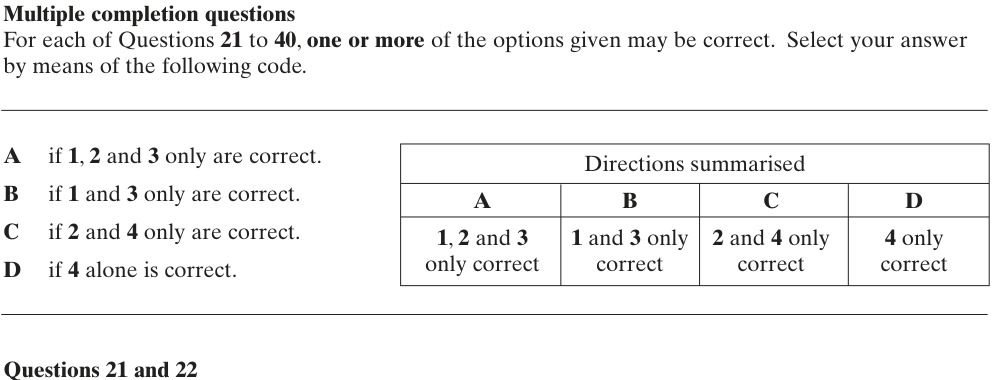 Multiple completion questions
For each of Questions 21 to 40, one or more of the options given may be correct. Select your answer
by means of the following code.
A if 1, 2 and 3 only are correct.
B if 1 and 3 only are correct.
C if 2 and 4 only are correct.
D if 4 alone is correct.
Directions summarised
A B C D
1, 2 and 3 1 and 3 only 2 and 4 only 4 only
only correct correct correct correct
Questions 21 and 22